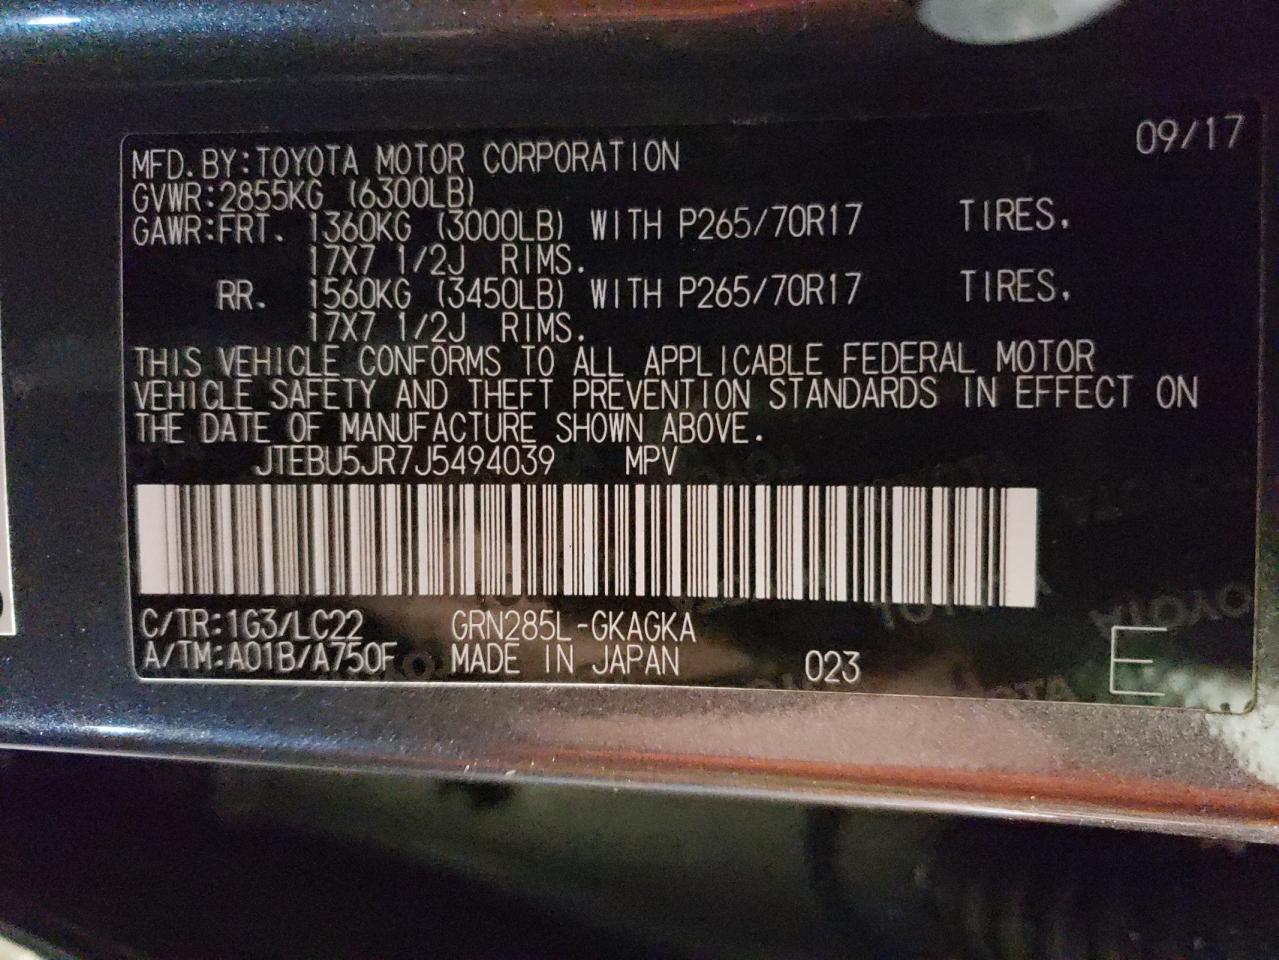 09/17
MFD.BY:TOYOTA MOTOR CORPORATION
GVWR:2855KG (6300LB)
GAWR:FRT. 1360KG (3000LB) WITH P265/70R17 TIRES.
17X7 1/2J RIMS.
RR. 1560KG (3450LB) WITH P265/70R17 TIRES.
17X7 1/2J RIMS.
THIS VEHICLE CONFORMS TO ALL APPLICABLE FEDERAL MOTOR
VEHICLE SAFETY AND THEFT PREVENTION STANDARDS IN EFFECT ON
THE DATE OF MANUFACTURE SHOWN ABOVE.
JTEBU5JR7J5494039 MPV
C/TR:1G3/LC22 GRN285L-GKAGKA
A/TM:A01B/A750F MADE IN JAPAN 023 E